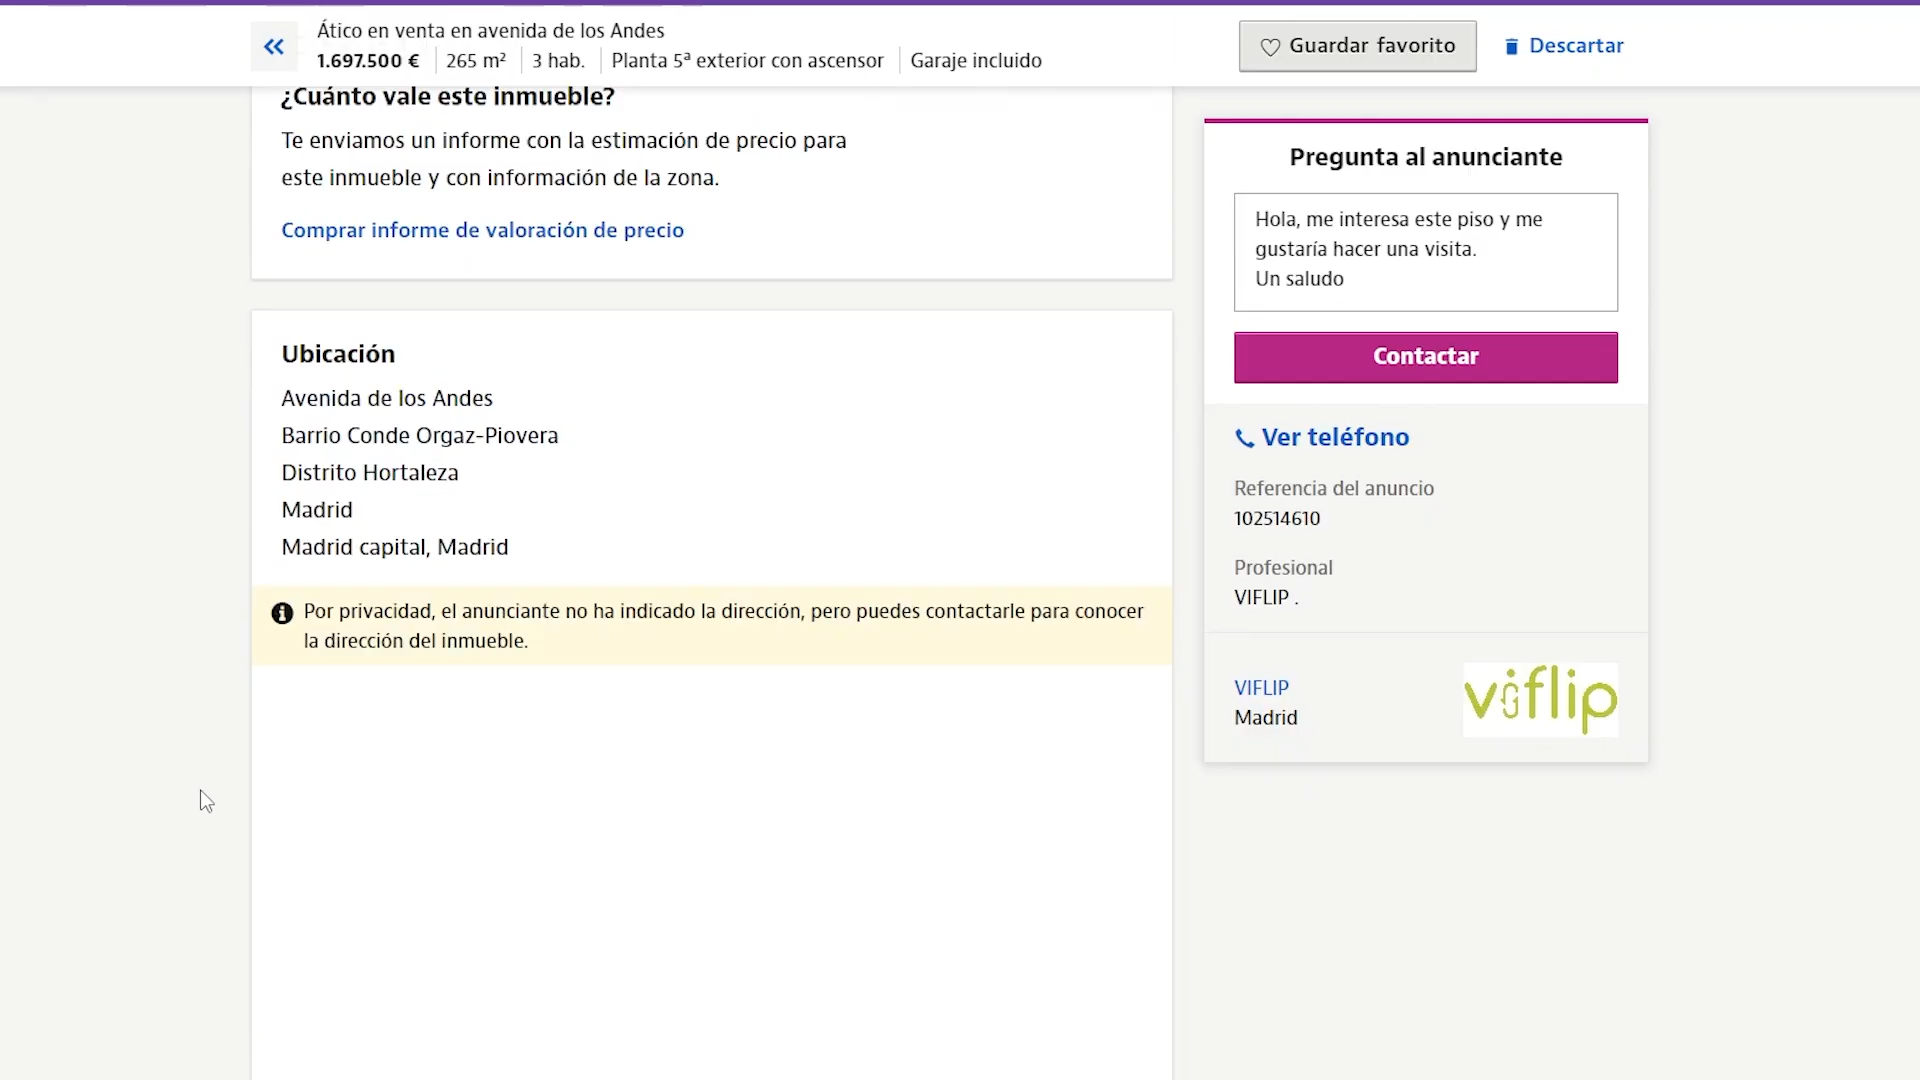 Ático en venta en avenida de los Andes
1.697.500 € 265 m² 3 hab. Planta 5ª exterior con ascensor Garaje incluido
Guardar favorito
Descartar
¿Cuánto vale este inmueble?
Te enviamos un informe con la estimación de precio para
este inmueble y con información de la zona.
Comprar informe de valoración de precio
Ubicación
Avenida de los Andes
Barrio Conde Orgaz-Piovera
Distrito Hortaleza
Madrid
Madrid capital, Madrid
Por privacidad, el anunciante no ha indicado la dirección, pero puedes contactarle para conocer
la dirección del inmueble.
Pregunta al anunciante
Hola, me interesa este piso y me
gustaría hacer una visita.
Un saludo
Contactar
Ver teléfono
Referencia del anuncio
102514610
Profesional
VIFLIP .
VIFLIP
Madrid
viflip